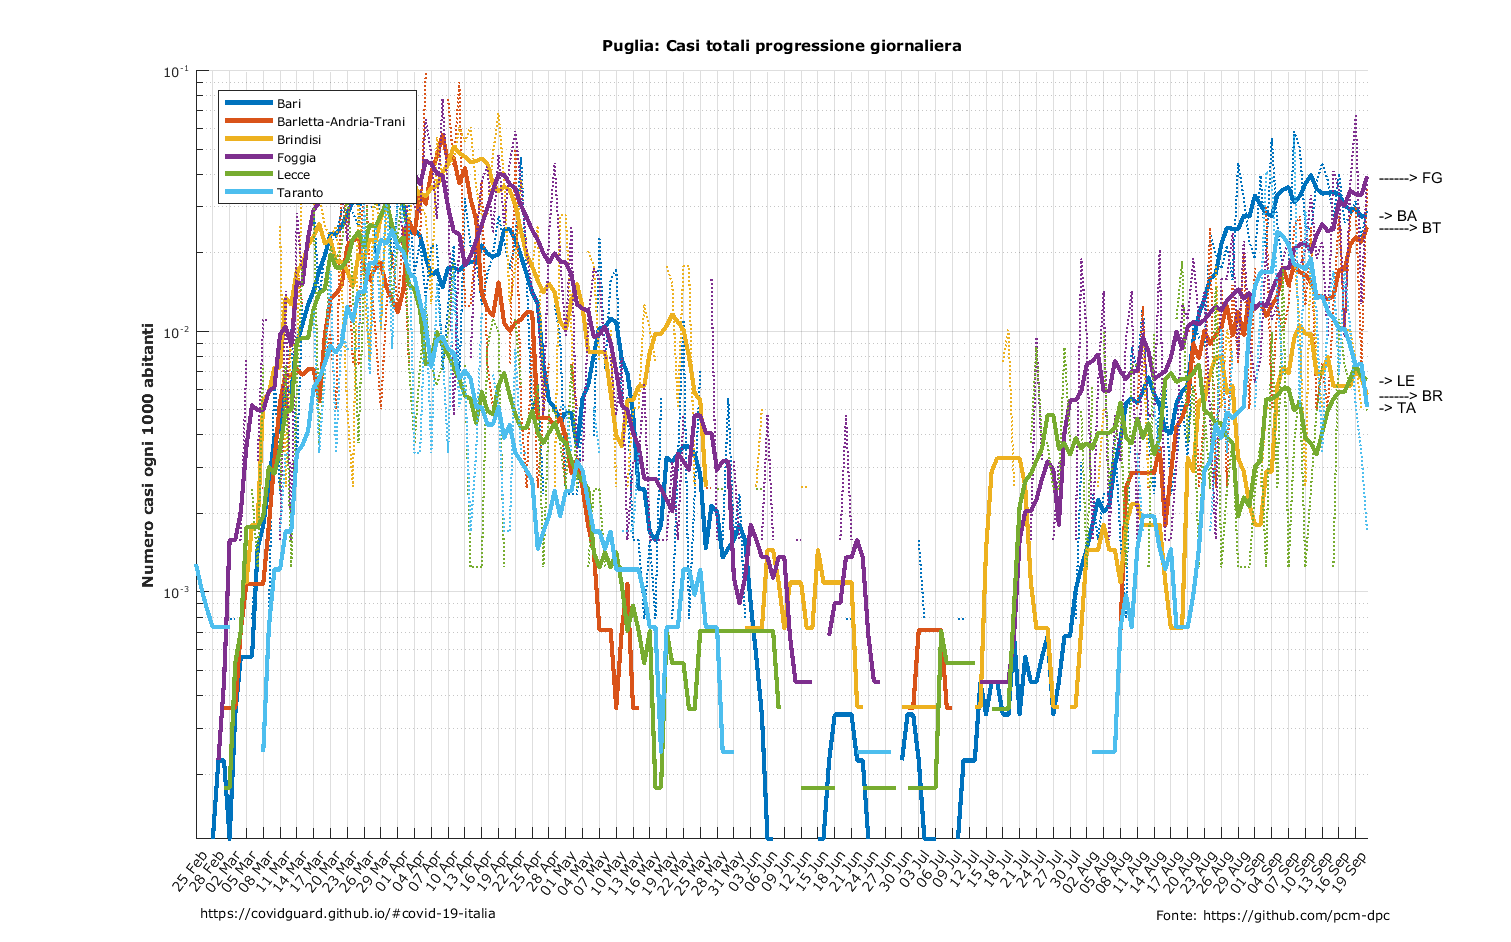 Puglia: Casi totali progressione giornaliera
10-1
Bari
Barletta-Andria-Trani
Brindisi
Foggia
Lecce
Taranto
------> FG
-> BA
------> BT
10-2
Numero casi ogni 1000 abitanti
-> LE
------> BR
-> TA
10-3
25 Feb
28 Feb
02 Mar
05 Mar
08 Mar
11 Mar
14 Mar
17 Mar
20 Mar
23 Mar
26 Mar
29 Mar
01 Apr
04 Apr
07 Apr
10 Apr
13 Apr
16 Apr
19 Apr
22 Apr
25 Apr
28 Apr
01 May
04 May
07 May
10 May
13 May
16 May
19 May
22 May
25 May
28 May
31 May
03 Jun
06 Jun
09 Jun
12 Jun
15 Jun
18 Jun
21 Jun
24 Jun
27 Jun
30 Jun
03 Jul
06 Jul
09 Jul
12 Jul
15 Jul
18 Jul
21 Jul
24 Jul
27 Jul
30 Jul
02 Aug
05 Aug
08 Aug
11 Aug
14 Aug
17 Aug
20 Aug
23 Aug
26 Aug
29 Aug
01 Sep
04 Sep
07 Sep
10 Sep
13 Sep
16 Sep
19 Sep
https://covidguard.github.io/#covid-19-italia
Fonte: https://github.com/pcm-dpc